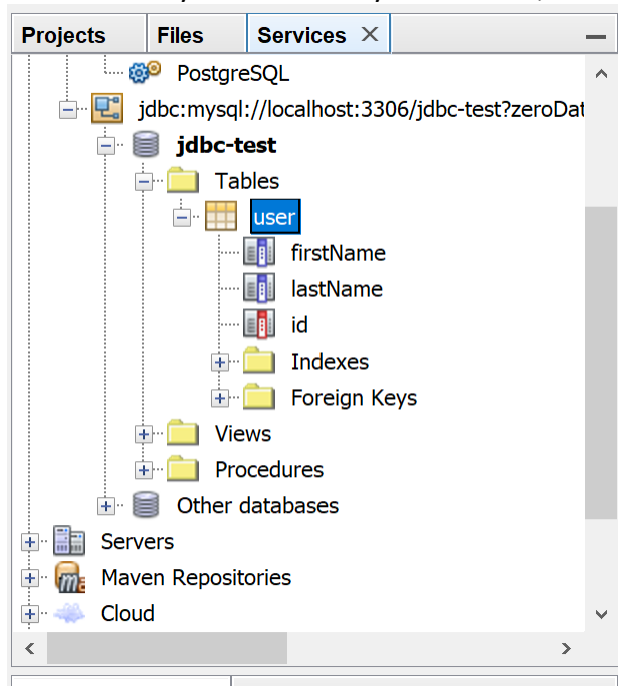 Projects Files Services
PostgreSQL
jdbc:mysql://localhost:3306/jdbc-test?zeroDat
jdbc-test
Tables
user
firstName
lastName
id
Indexes
Foreign Keys
Views
Procedures
Other databases
Servers
Maven Repositories
Cloud